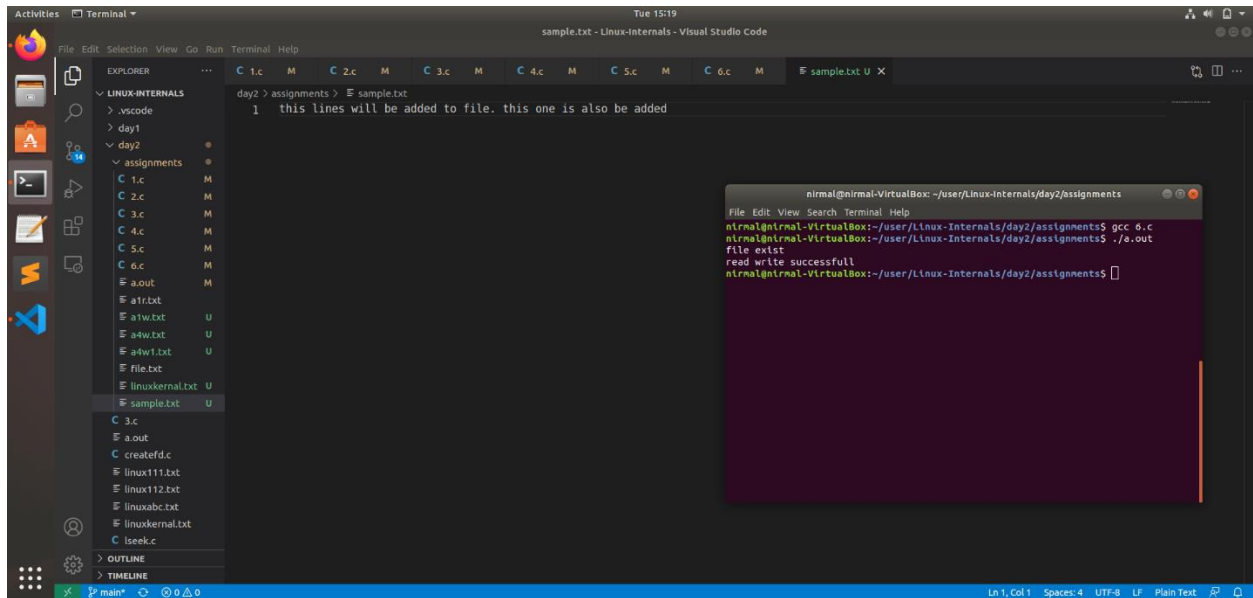 Activities Terminal Tue 15:19
sample.txt - Linux-Internals - Visual Studio Code
File Edit Selection View Go Run Terminal Help
EXPLORER ...
C 1.c M C 2.c M C 3.c M C 4.c M C 5.c M C 6.c M sample.txt U
LINUX-INTERNALS
day2 > assignments > sample.txt
1 this lines will be added to file. this one is also be added
.vscode
day1
day2
14
assignments
C 1.c M
C 2.c M
C 3.c M
C 4.c M
C 5.c M
C 6.c M
a.out M
a1r.txt
a1w.txt U
a4w.txt U
a4w1.txt U
file.txt
linuxkernal.txt U
sample.txt U
C 3.c
a.out
C createfd.c
linux111.txt
linux112.txt
linuxabc.txt
linuxkernal.txt
C lseek.c
OUTLINE
TIMELINE
nirmal@nirmal-VirtualBox: ~/user/Linux-Internals/day2/assignments
File Edit View Search Terminal Help
nirmal@nirmal-VirtualBox:~/user/Linux-Internals/day2/assignments$ gcc 6.c
nirmal@nirmal-VirtualBox:~/user/Linux-Internals/day2/assignments$ ./a.out
file exist
read write successfull
nirmal@nirmal-VirtualBox:~/user/Linux-Internals/day2/assignments$
main* 0 0 Ln 1, Col 1 Spaces: 4 UTF-8 LF Plain Text